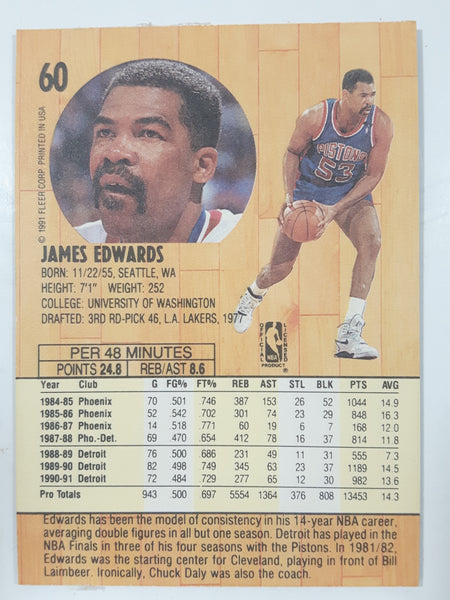 60
© 1991 FLEER CORP. PRINTED IN USA
PISTONS
53
JAMES EDWARDS
BORN: 11/22/55, SEATTLE, WA
HEIGHT: 7'1" WEIGHT: 252
COLLEGE: UNIVERSITY OF WASHINGTON
DRAFTED: 3RD RD-PICK 46, L.A. LAKERS, 1977
OFFICIAL LICENSED
NBA
PRODUCT
PER 48 MINUTES
POINTS 24.8 REB/AST 8.6
Year Club G FG% FT% REB AST STL BLK PTS AVG
1984-85 Phoenix 70 .501 .746 387 153 26 52 1044 14.9
1985-86 Phoenix 52 .542 .702 301 74 23 29 848 16.3
1986-87 Phoenix 14 .518 .771 60 19 6 7 168 12.0
1987-88 Pho.-Det. 69 .470 .654 412 78 16 37 814 11.8
1988-89 Detroit 76 .500 .686 231 49 11 31 555 7.3
1989-90 Detroit 82 .498 .749 345 63 23 37 1189 14.5
1990-91 Detroit 72 .484 .729 277 65 12 30 982 13.6
Pro Totals 943 .500 .697 5554 1364 376 808 13453 14.3
Edwards has been the model of consistency in his 14-year NBA career,
averaging double figures in all but one season. Detroit has played in the
NBA Finals in three of his four seasons with the Pistons. In 1981/82,
Edwards was the starting center for Cleveland, playing in front of Bill
Laimbeer. Ironically, Chuck Daly was also the coach.